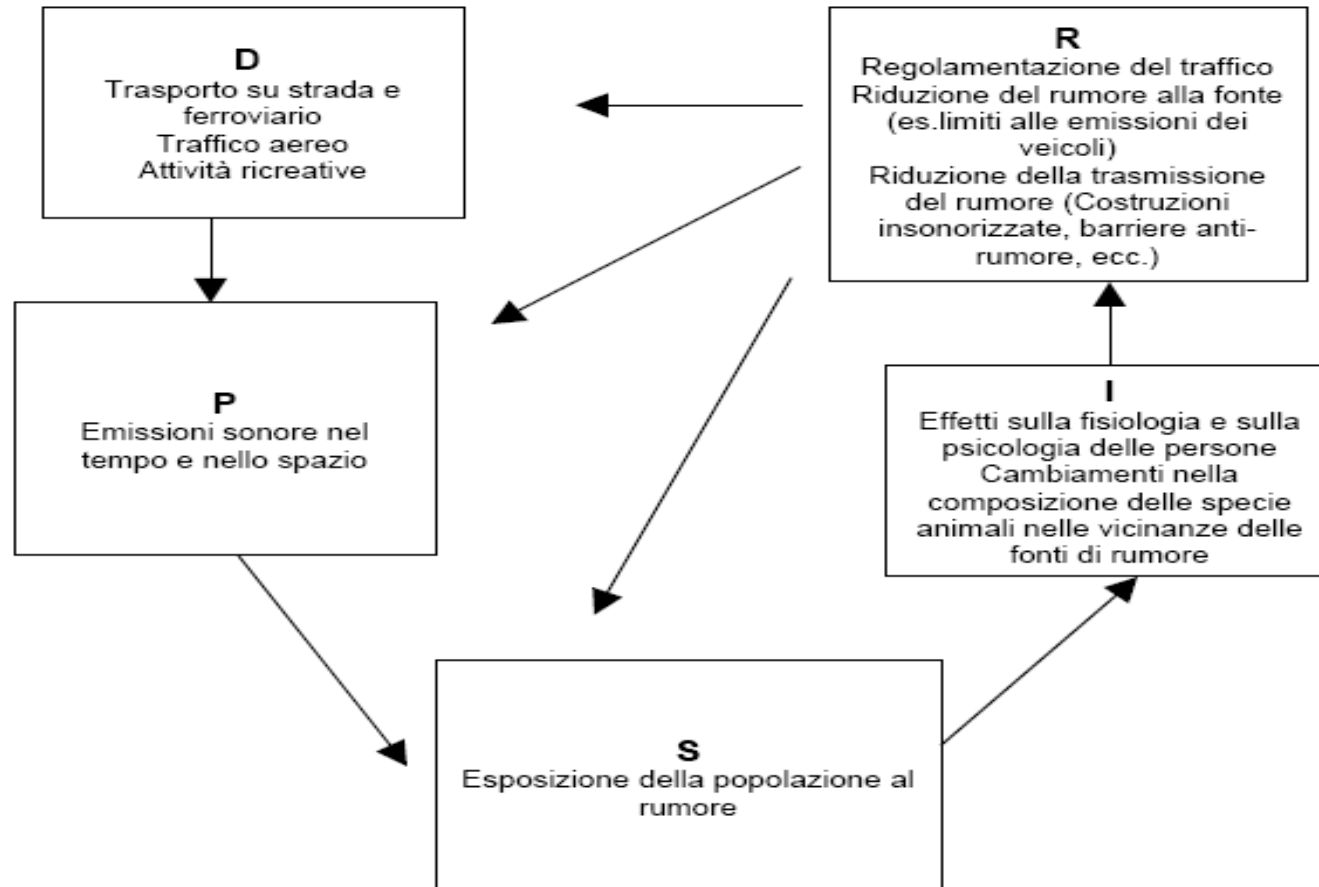 D
Trasporto su strada e
ferroviario
Traffico aereo
Attività ricreative
R
Regolamentazione del traffico
Riduzione del rumore alla fonte
(es.limiti alle emissioni dei
veicoli)
Riduzione della trasmissione
del rumore (Costruzioni
insonorizzate, barriere anti-
rumore, ecc.)
P
Emissioni sonore nel
tempo e nello spazio
I
Effetti sulla fisiologia e sulla
psicologia delle persone
Cambiamenti nella
composizione delle specie
animali nelle vicinanze delle
fonti di rumore
S
Esposizione della popolazione al
rumore